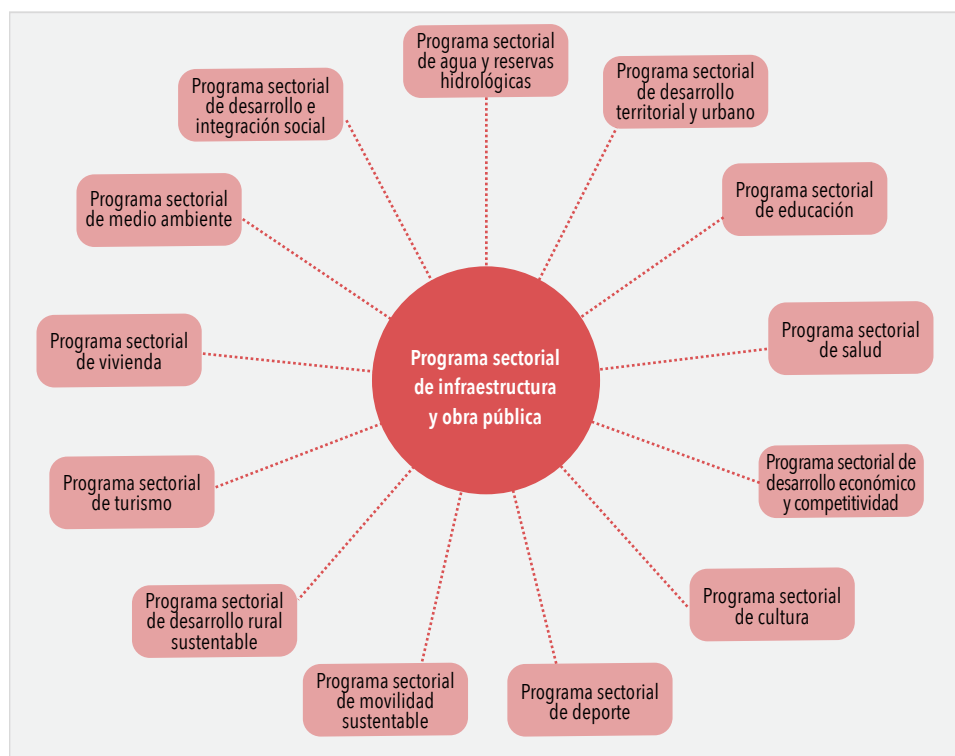 Programa sectorial
de agua y reservas
hidrológicas
Programa sectorial
de desarrollo
territorial y urbano
Programa sectorial
de educación
Programa sectorial
de salud
Programa sectorial de
desarrollo económico
y competitividad
Programa sectorial
de cultura
Programa sectorial
de deporte
Programa sectorial
de movilidad
sustentable
Programa sectorial
de desarrollo rural
sustentable
Programa sectorial
de turismo
Programa sectorial
de vivienda
Programa sectorial
de medio ambiente
Programa sectorial
de desarrollo e
integración social
Programa sectorial
de infraestructura
y obra pública